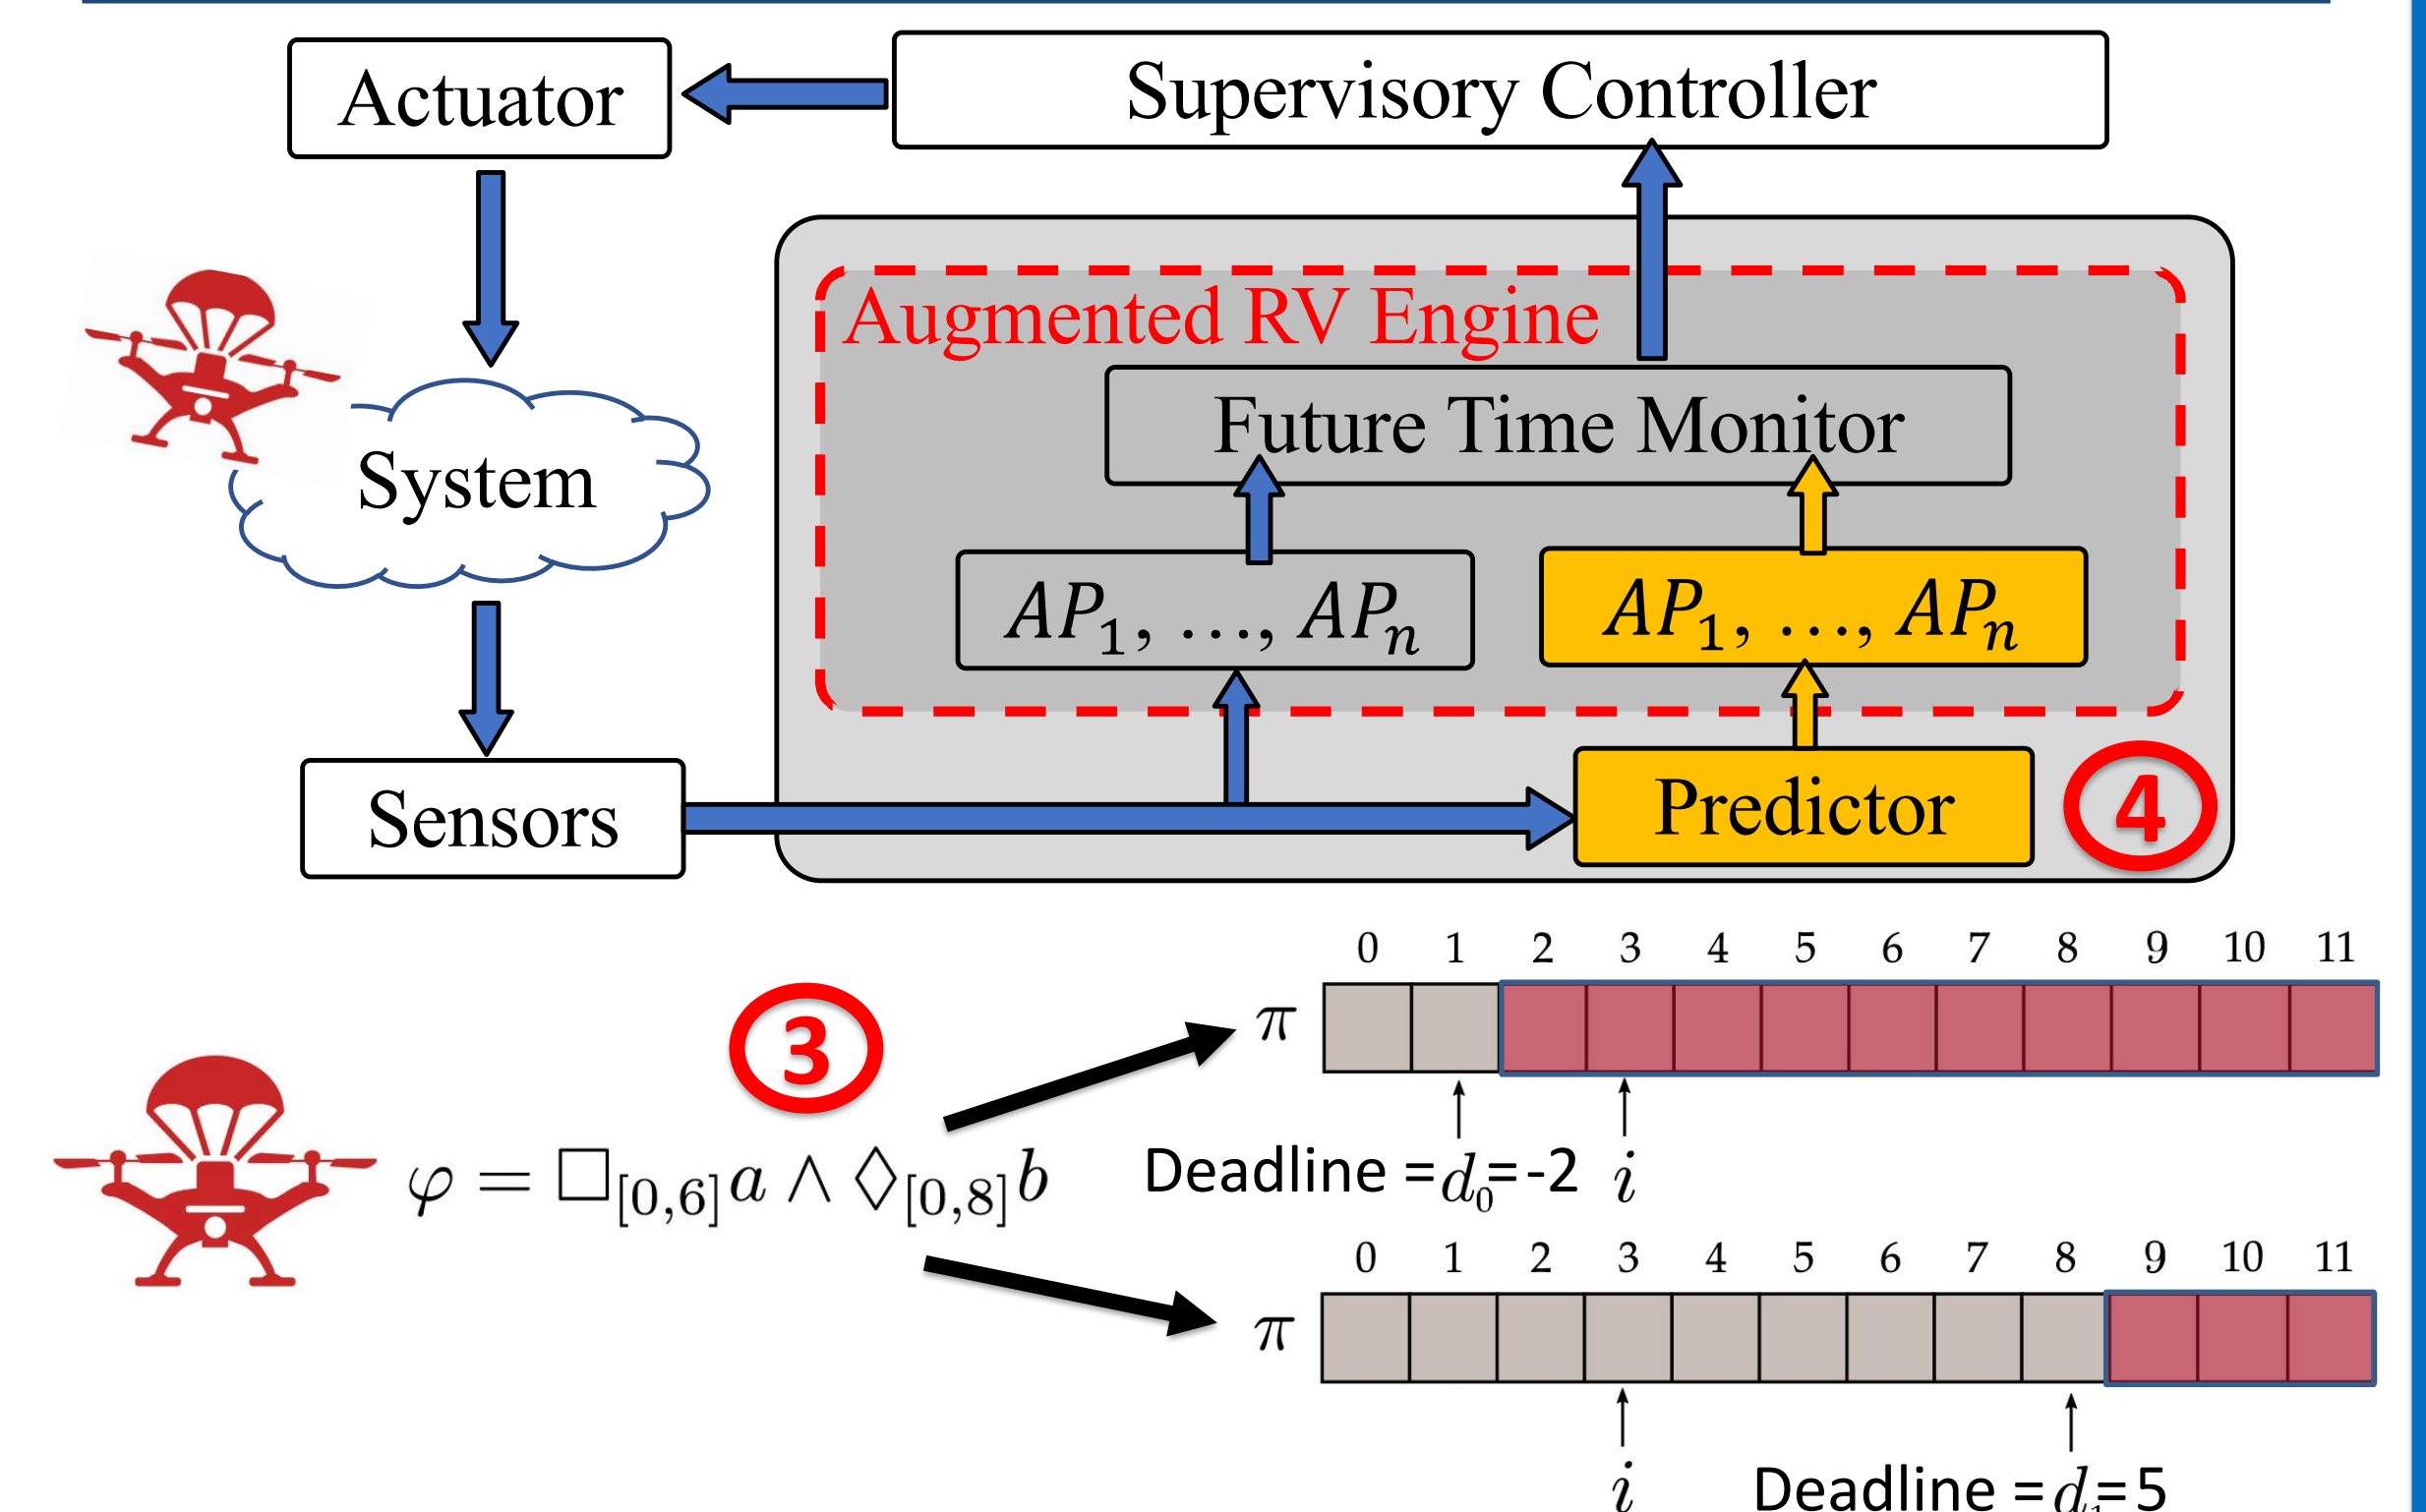 Actuator
Supervisory Controller
Augmented RV Engine
Future Time Monitor
System
AP₁, …, APₙ
AP₁, …, APₙ
Sensors
Predictor
4
0 1 2 3 4 5 6 7 8 9 10 11
π
3
φ = □[0,6]a ∧ ◇[0,8]b
Deadline =d₀=-2 i
0 1 2 3 4 5 6 7 8 9 10 11
π
i Deadline =d₁=5